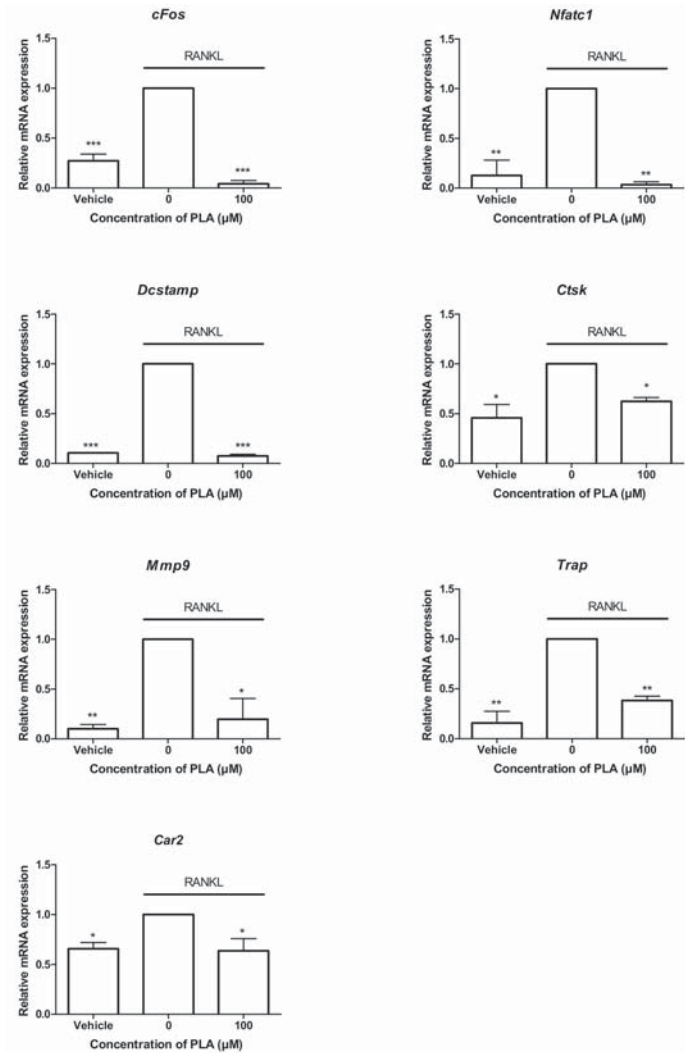 cFos
RANKL
Relative mRNA expression
1.5
1.0
0.5
0.0
***
***
Vehicle 0 100
Concentration of PLA (µM)
Nfatc1
RANKL
Relative mRNA expression
1.5
1.0
0.5
0.0
**
**
Vehicle 0 100
Concentration of PLA (µM)
Dcstamp
RANKL
Relative mRNA expression
1.5
1.0
0.5
0.0
***
***
Vehicle 0 100
Concentration of PLA (µM)
Ctsk
RANKL
Relative mRNA expression
1.5
1.0
0.5
0.0
*
*
Vehicle 0 100
Concentration of PLA (µM)
Mmp9
RANKL
Relative mRNA expression
1.5
1.0
0.5
0.0
**
*
Vehicle 0 100
Concentration of PLA (µM)
Trap
RANKL
Relative mRNA expression
1.5
1.0
0.5
0.0
**
**
Vehicle 0 100
Concentration of PLA (µM)
Car2
RANKL
Relative mRNA expression
1.5
1.0
0.5
0.0
*
*
Vehicle 0 100
Concentration of PLA (µM)